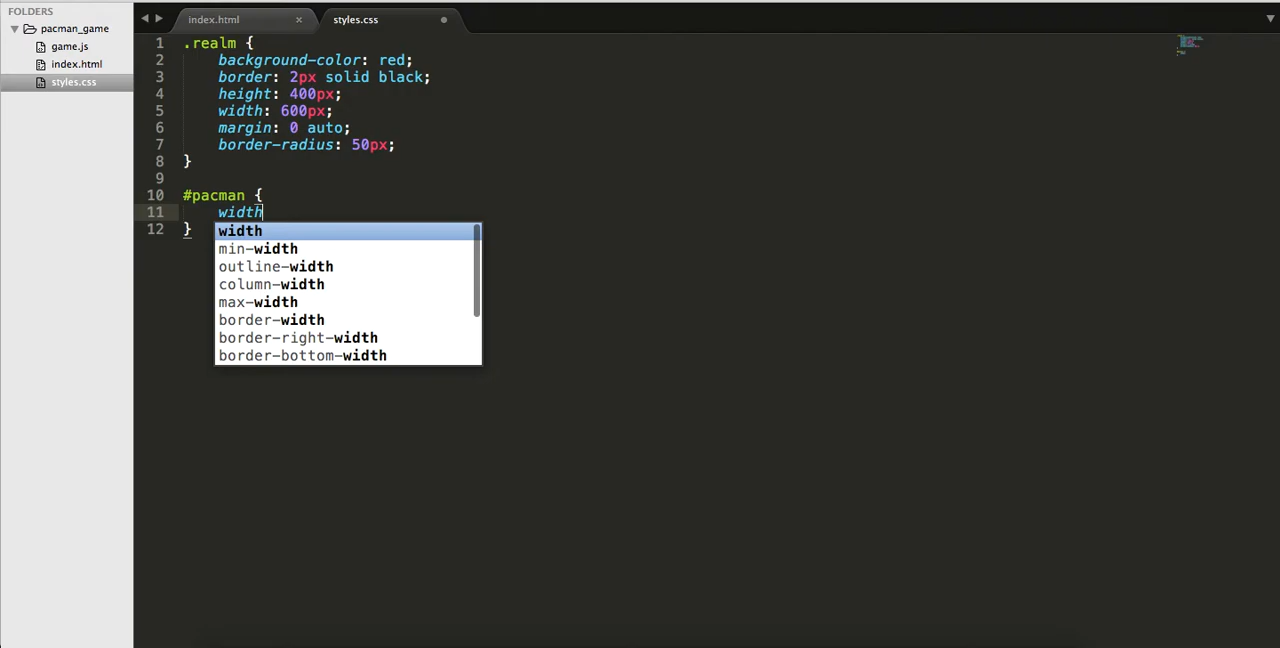 FOLDERS
pacman_game
game.js
index.html
styles.css
index.html ×
styles.css
1 .realm {
2 background-color: red;
3 border: 2px solid black;
4 height: 400px;
5 width: 600px;
6 margin: 0 auto;
7 border-radius: 50px;
8 }
9
10 #pacman {
11 width
12 }
width
min-width
outline-width
column-width
max-width
border-width
border-right-width
border-bottom-width